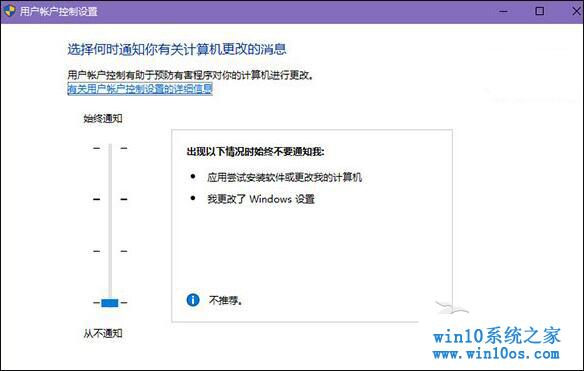 用户帐户控制设置
选择何时通知你有关计算机更改的消息
用户帐户控制有助于预防有害程序对你的计算机进行更改。
有关用户帐户控制设置的详细信息
始终通知
出现以下情况时始终不要通知我:
• 应用尝试安装软件或更改我的计算机
• 我更改了 Windows 设置
不推荐。
从不通知
win10系统之家
www.win10os.com